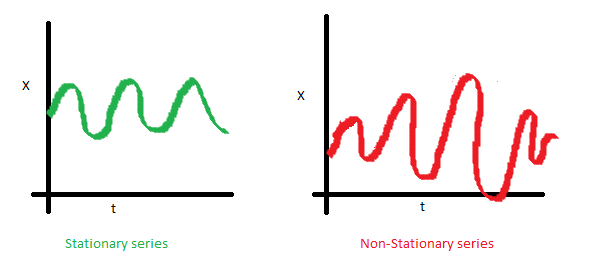 X
t
Stationary series
X
t
Non-Stationary series